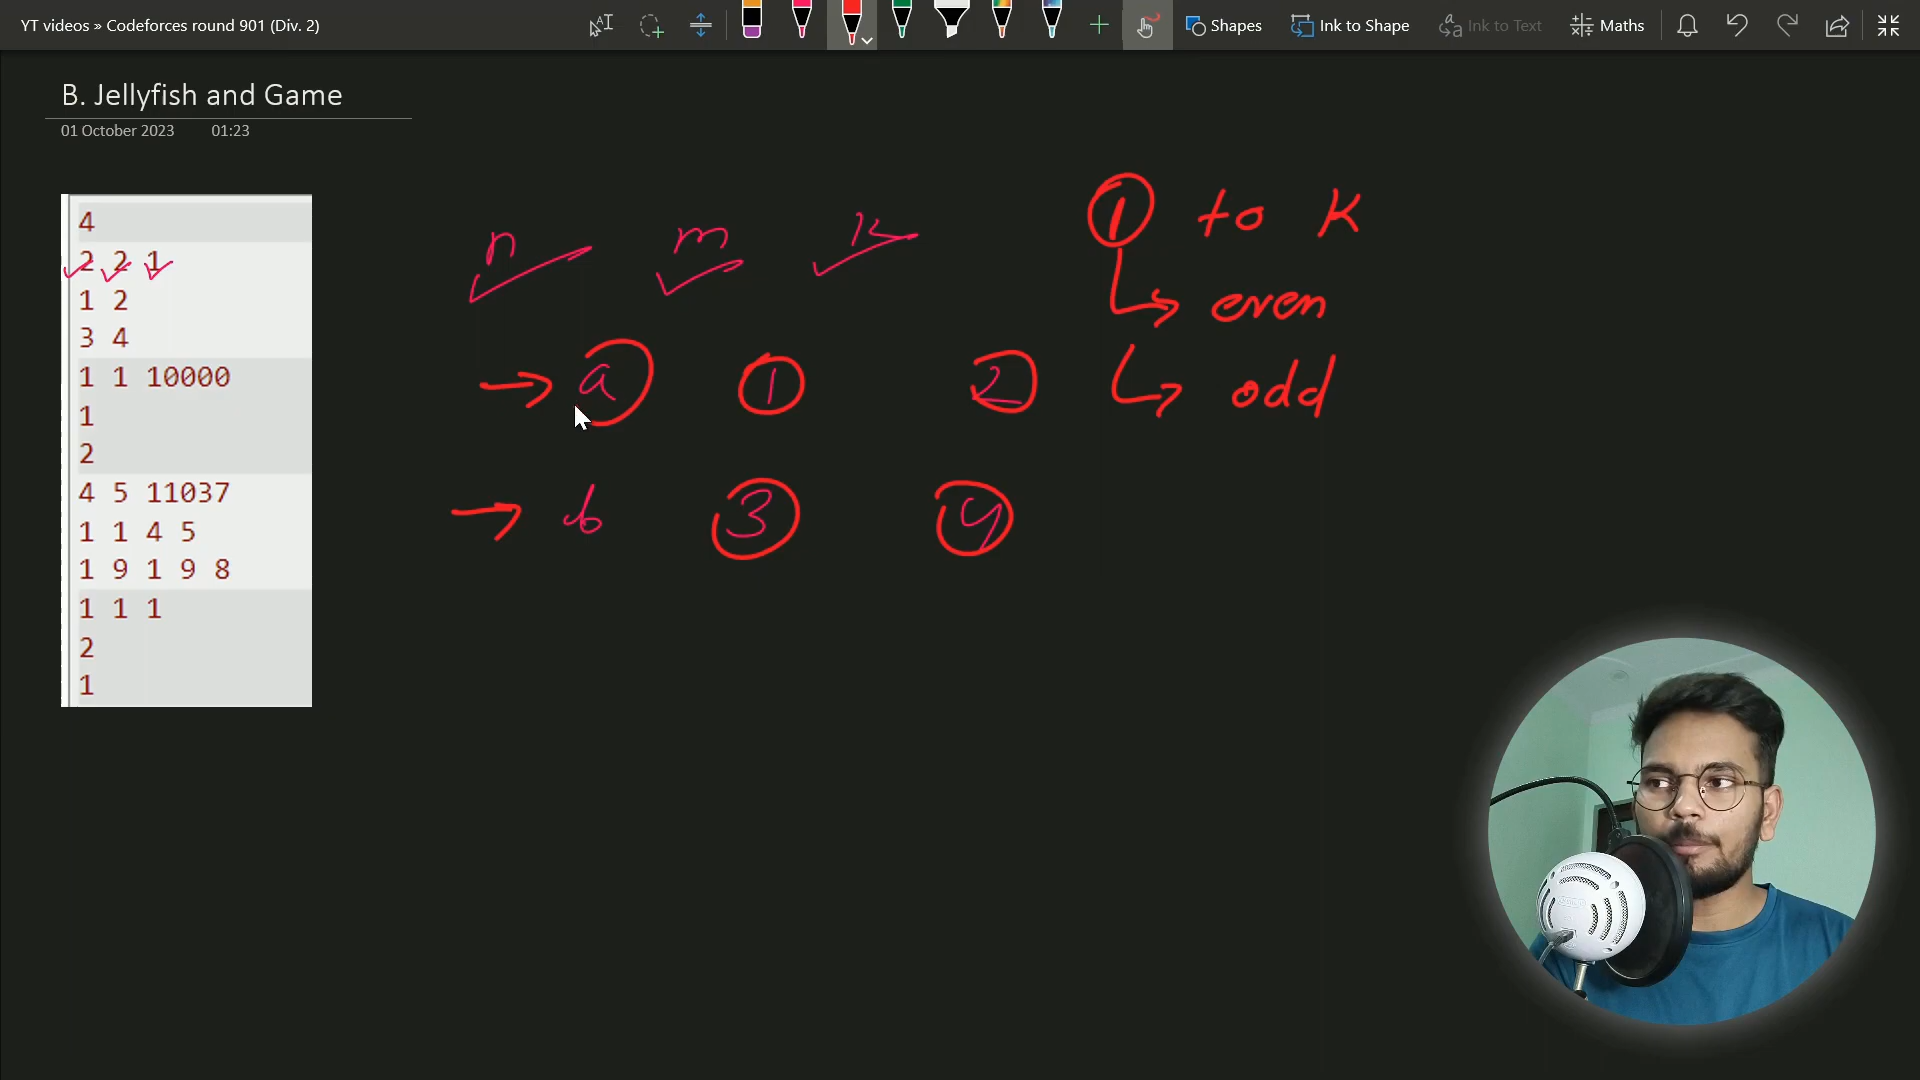 YT videos » Codeforces round 901 (Div. 2)
Shapes
Ink to Shape
Ink to Text
Maths
B. Jellyfish and Game
01 October 2023 01:23
4
2 2 1
1 2
3 4
1 1 10000
1
2
4 5 11037
1 1 4 5
1 9 1 9 8
1 1 1
2
1
n m k
a 1 2
b 3 4
1 to K
even
odd